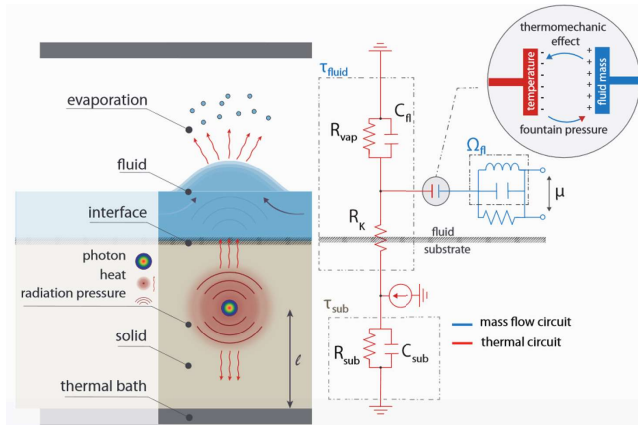 evaporation
fluid
interface
photon
heat
radiation pressure
solid
thermal bath
ℓ
τfluid
Cfl
Rvap
RK
fluid
substrate
τsub
Rsub
Csub
thermomechanic
effect
temperature
fluid mass
fountain pressure
- - - - - -
+ + + + + +
Ωfl
μ
mass flow circuit
thermal circuit